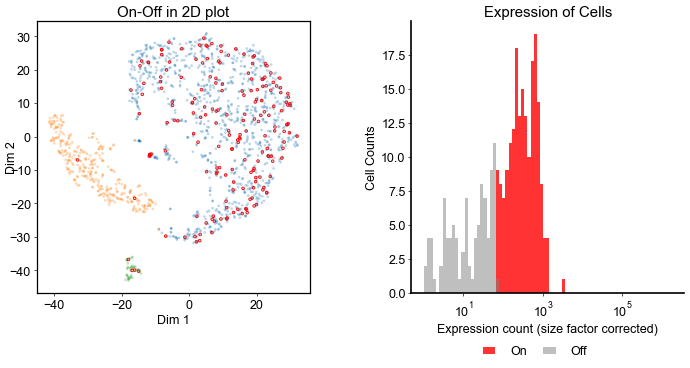 On-Off in 2D plot
30
20
10
0
−10
−20
−30
−40
Dim 2
−40
−20
0
20
Dim 1
Expression of Cells
17.5
15.0
12.5
10.0
7.5
5.0
2.5
0.0
Cell Counts
10^1
10^3
10^5
Expression count (size factor corrected)
On
Off